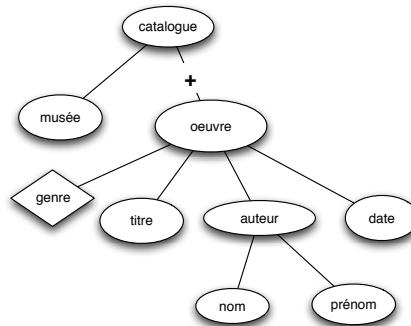 catalogue
+
musée
oeuvre
genre
titre
auteur
date
nom
prénom